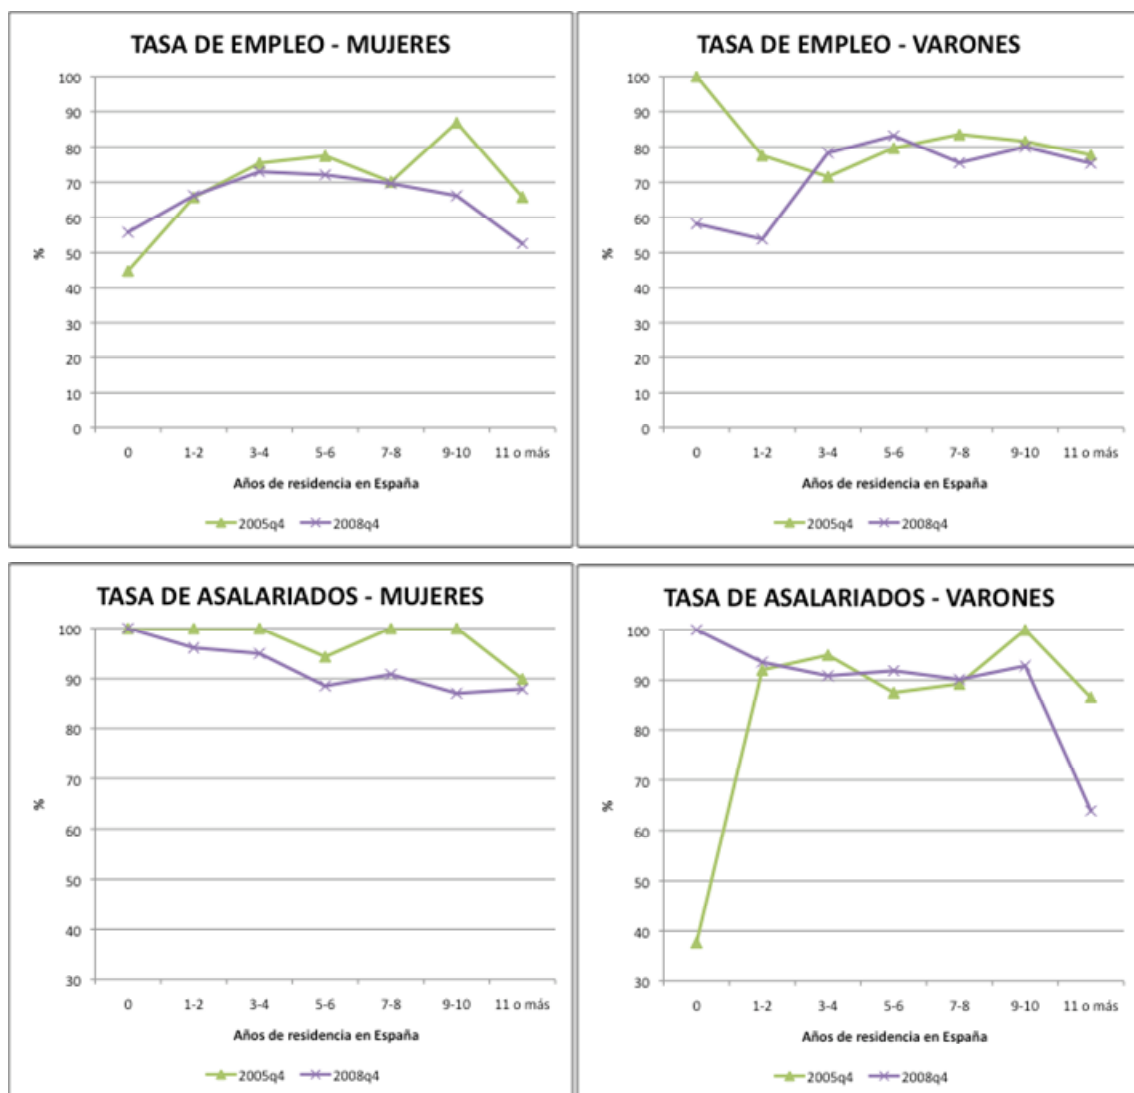 TASA DE EMPLEO - MUJERES
100
90
80
70
60
50
40
30
20
10
0
%
0 1-2 3-4 5-6 7-8 9-10 11 o más
Años de residencia en España
2005q4 2008q4
TASA DE EMPLEO - VARONES
100
90
80
70
60
50
40
30
20
10
0
%
0 1-2 3-4 5-6 7-8 9-10 11 o más
Años de residencia en España
2005q4 2008q4
TASA DE ASALARIADOS - MUJERES
100
90
80
70
60
50
40
30
%
0 1-2 3-4 5-6 7-8 9-10 11 o más
Años de residencia en España
2005q4 2008q4
TASA DE ASALARIADOS - VARONES
100
90
80
70
60
50
40
30
%
0 1-2 3-4 5-6 7-8 9-10 11 o más
Años de residencia en España
2005q4 2008q4